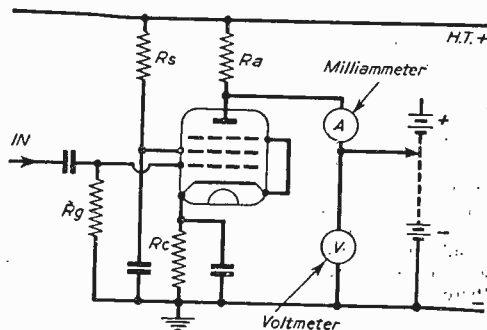 H.T.+
Rs
Ra
Milliammeter
A
+
IN
Rg
Rc
V
-
-
Voltmeter